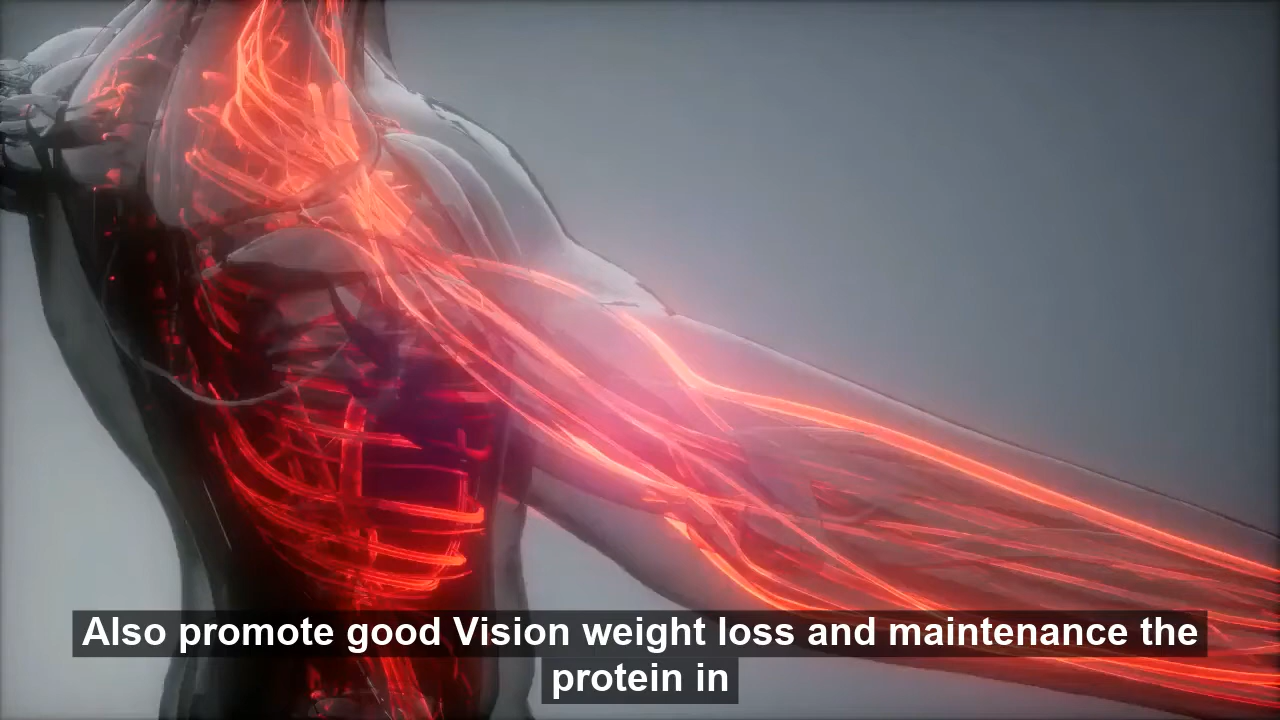 Also promote good Vision weight loss and maintenance the
protein in